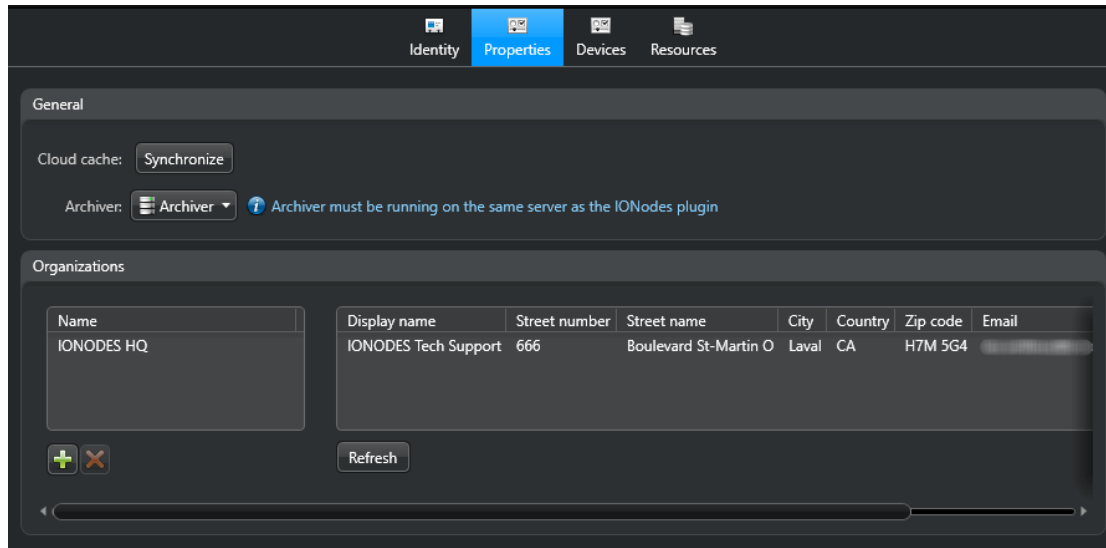 Identity Properties Devices Resources
General
Cloud cache: Synchronize
Archiver: Archiver Archiver must be running on the same server as the IONodes plugin
Organizations
Name Display name Street number Street name City Country Zip code Email
IONODES HQ IONODES Tech Support 666 Boulevard St-Martin O Laval CA H7M 5G4
Refresh